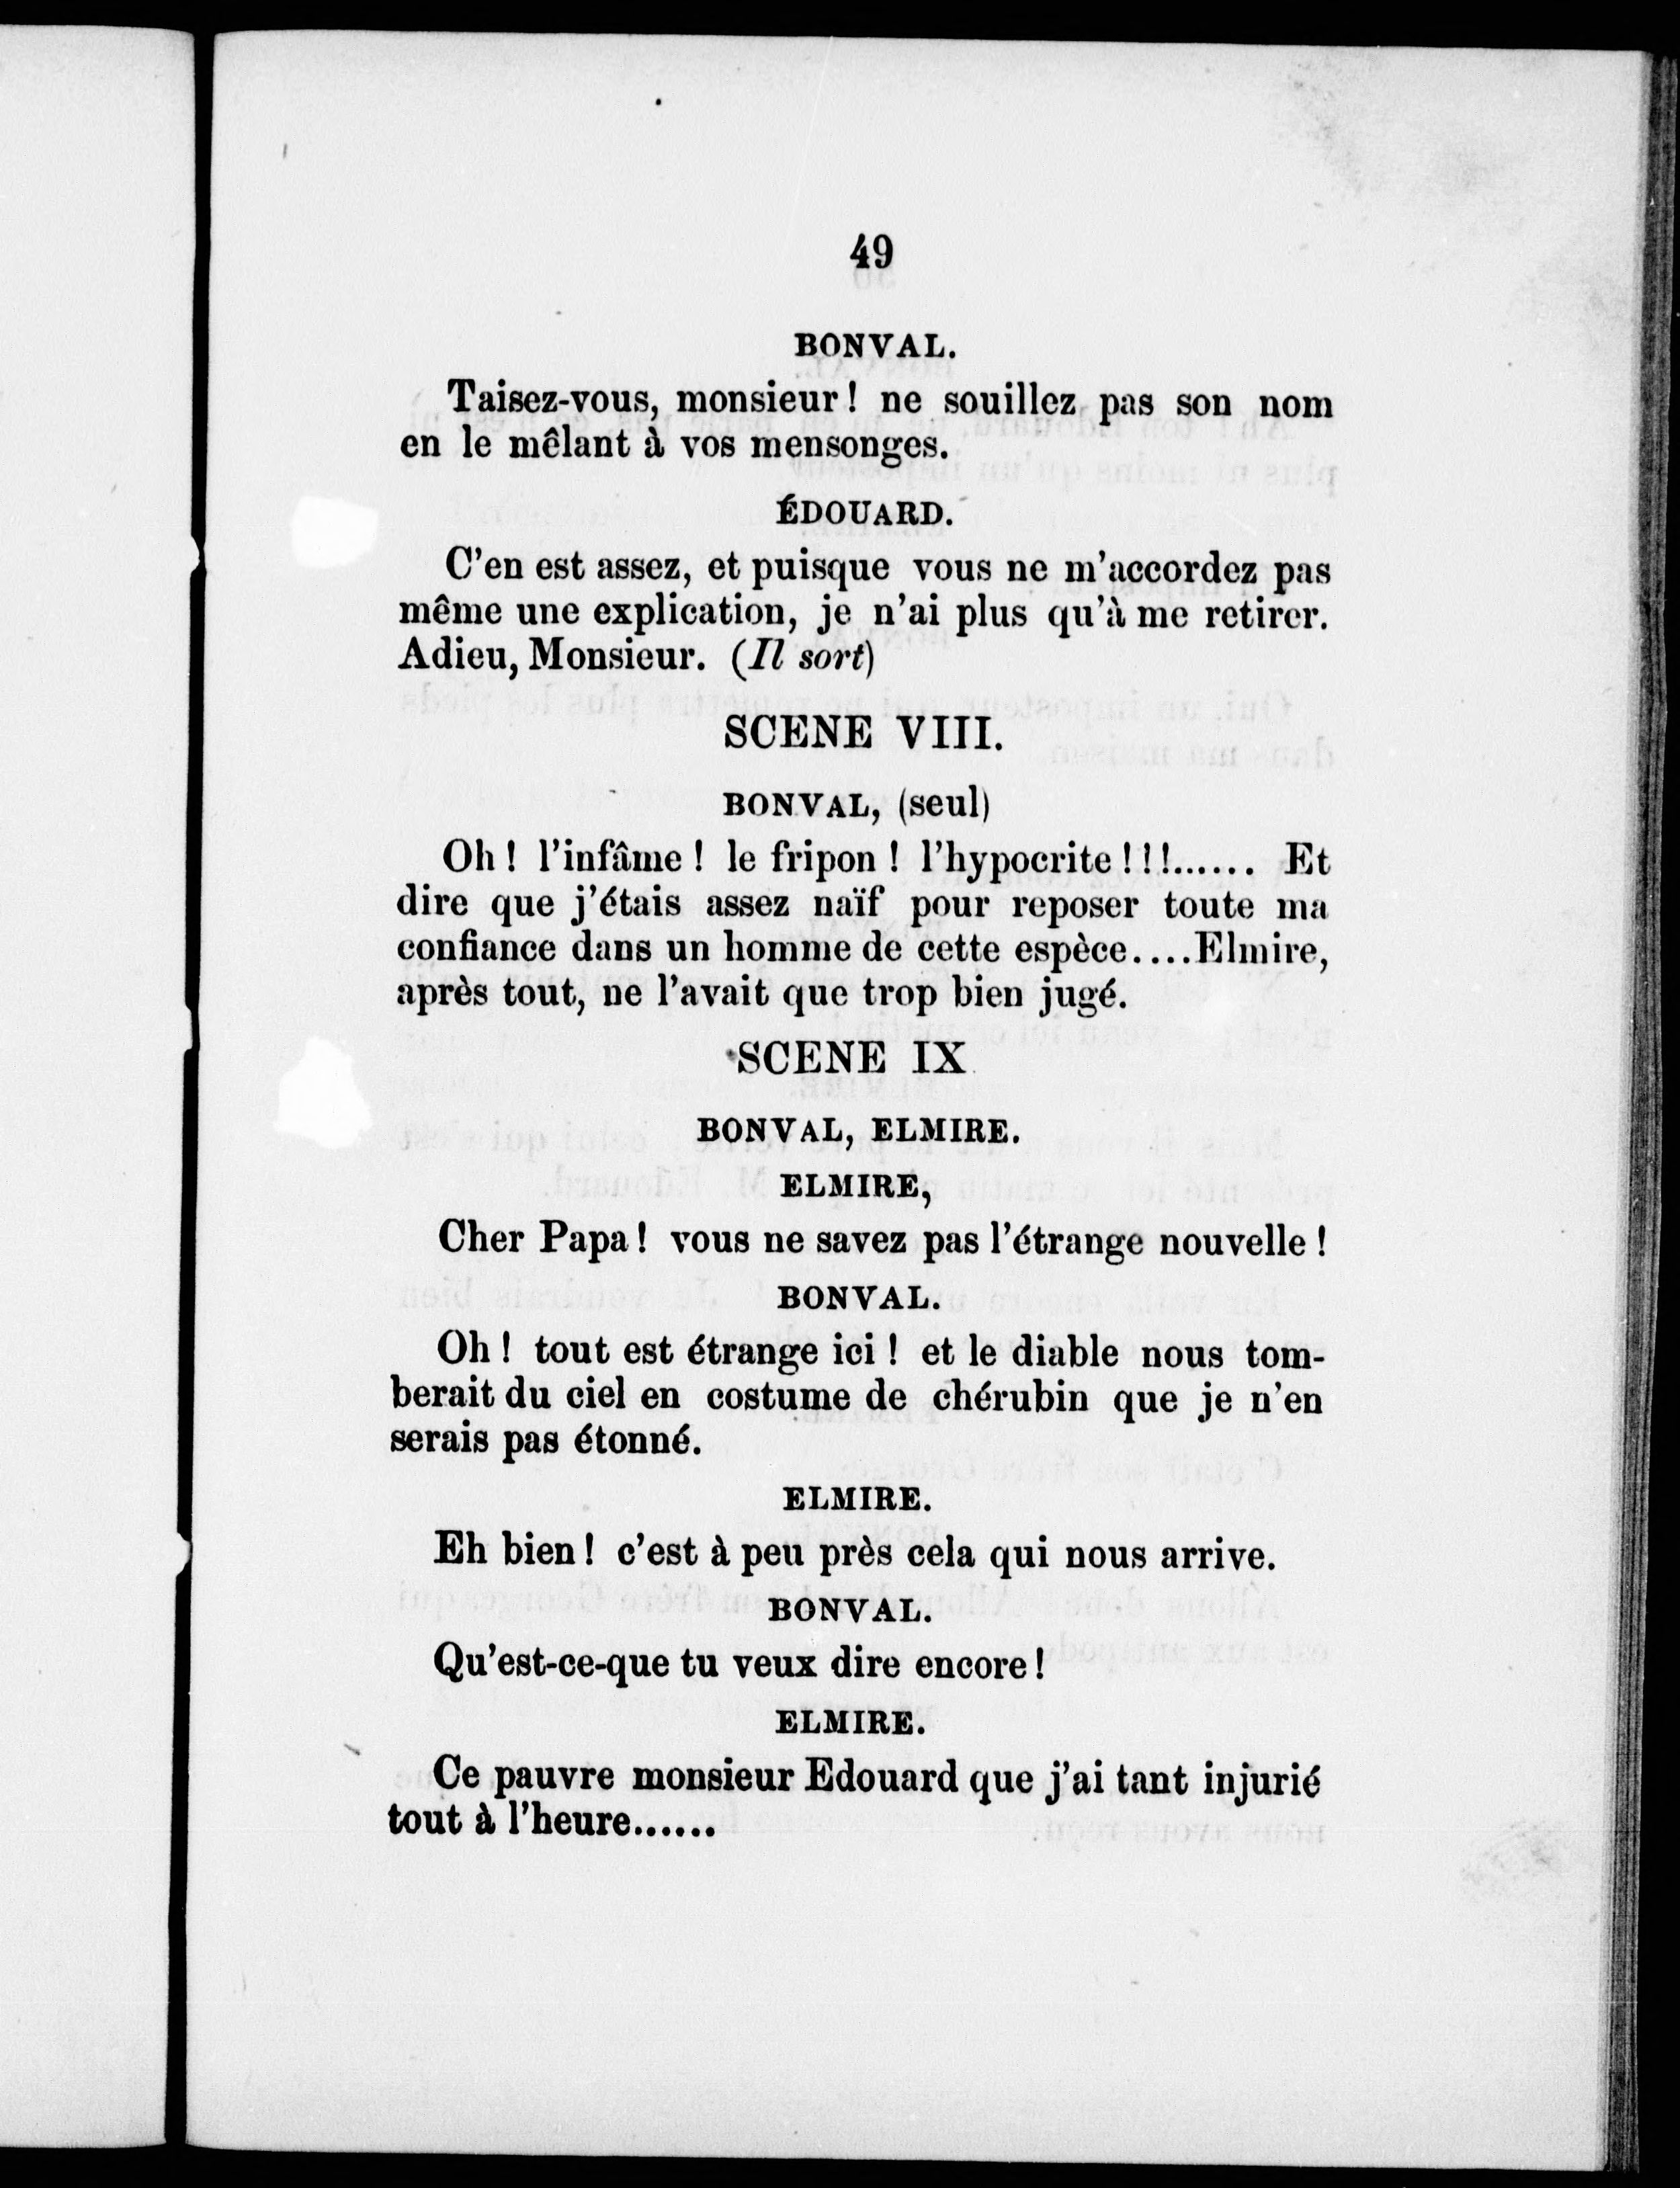 49
BONVAL.
Taisez-vous, monsieur ! ne souillez pas son nom
en le mêlant à vos mensonges.
ÉDOUARD.
C'en est assez, et puisque vous ne m'accordez pas
même une explication, je n'ai plus qu'à me retirer.
Adieu, Monsieur. (Il sort)
SCENE VIII.
BONVAL, (seul)
Oh ! l'infâme ! le fripon ! l'hypocrite ! ! !...... Et
dire que j'étais assez naïf pour reposer toute ma
confiance dans un homme de cette espèce....Elmire,
après tout, ne l'avait que trop bien jugé.
SCENE IX
BONVAL, ELMIRE.
ELMIRE,
Cher Papa ! vous ne savez pas l'étrange nouvelle !
BONVAL.
Oh ! tout est étrange ici ! et le diable nous tom-
berait du ciel en costume de chérubin que je n'en
serais pas étonné.
ELMIRE.
Eh bien ! c'est à peu près cela qui nous arrive.
BONVAL.
Qu'est-ce-que tu veux dire encore !
ELMIRE.
Ce pauvre monsieur Edouard que j'ai tant injurié
tout à l'heure......